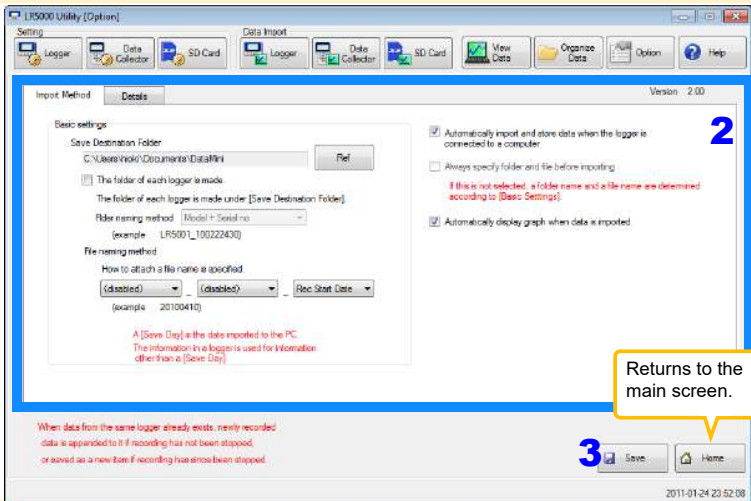 LR5000 Utility [Option]
Setting
Data Import
Logger
Data Collector
SD Card
Logger
Data Collector
SD Card
View Data
Organize Data
Option
Help
Import Method
Details
Version 2.00
Basic settings
Save Destination Folder
C:\Users\hioki\Documents\DataMini
Ref
The folder of each logger is made.
The folder of each logger is made under [Save Destination Folder].
Flder naming method Model + Serial no
(example LR5001_100222430)
File naming method
How to attach a file name is specified.
(disabled) _ (disabled) _ Rec Start Date
(example 20100410)
A [Save Day] is the date imported to the PC.
The information in a logger is used for information
other than a [Save Day]
2
Automatically import and store data when the logger is
connected to a computer
Always specify folder and file before importing
If this is not selected, a folder name and a file name are determined
according to [Basic Settings].
Automatically display graph when data is imported
Returns to the
main screen.
When data from the same logger already exists, newly recorded
data is appended to it if recording has not been stopped,
or saved as a new item if recording has since been stopped.
3
Save
Home
2011-01-24 23:52:08